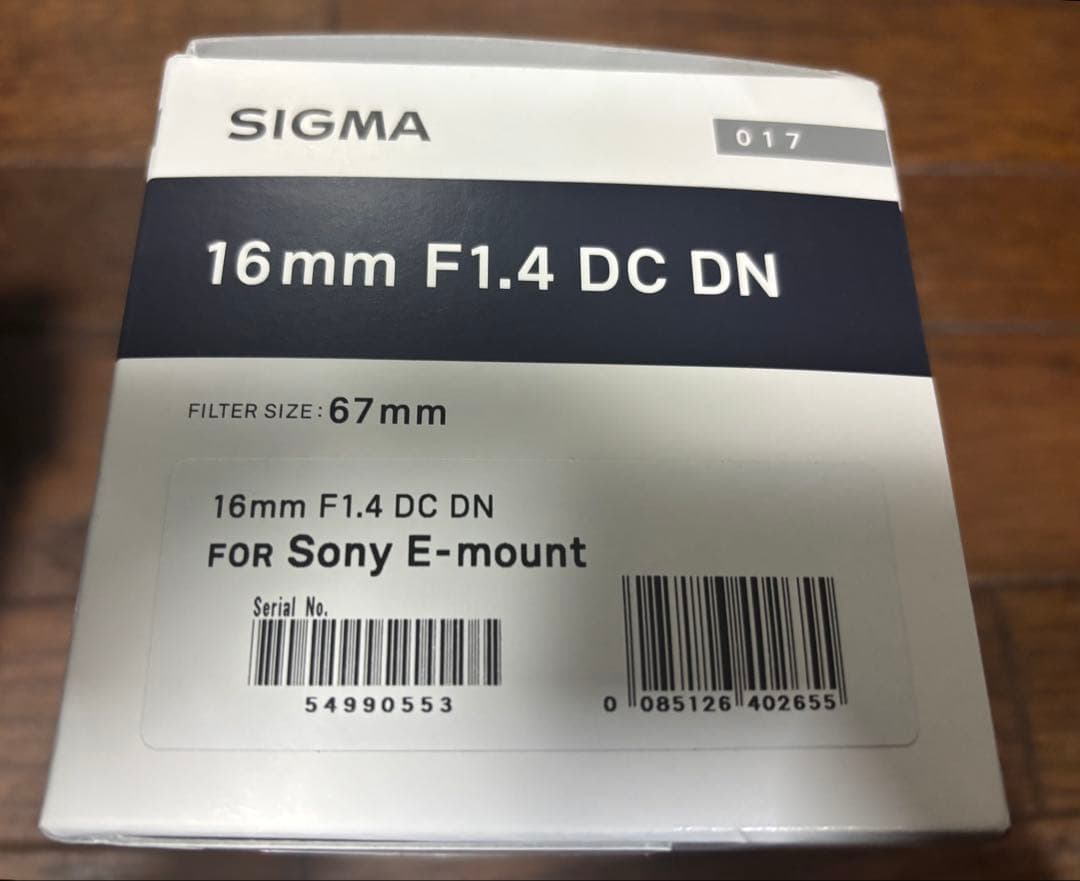 SIGMA
017
16mm F1.4 DC DN
FILTER SIZE: 67mm
16mm F1.4 DC DN
FOR Sony E-mount
Serial No.
54990553
0 085126 402655